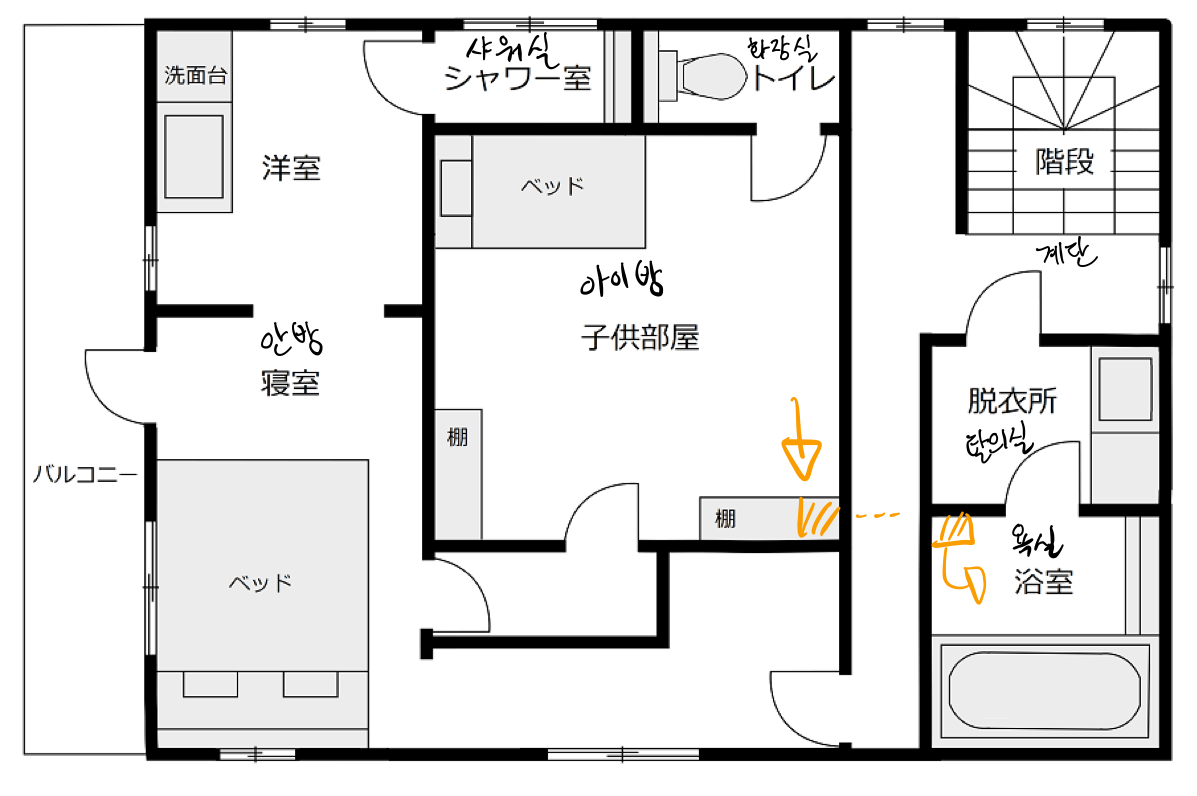 샤워실
シャワー室
화장실
トイレ
洗面台
洋室
ベッド
階段
계단
아이방
子供部屋
안방
寝室
脱衣所
탈의실
棚
バルコニー
棚
욕실
浴室
ベッド